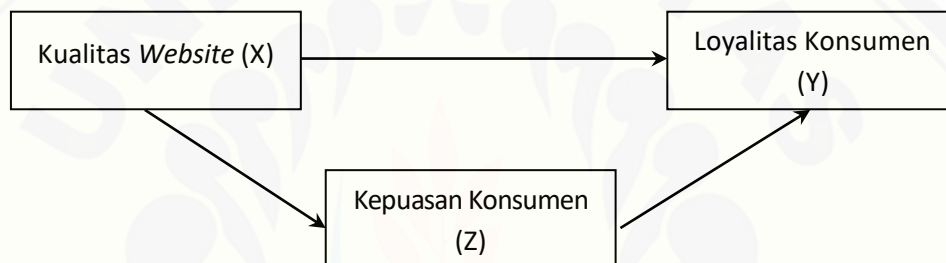 Kualitas Website (X)
Loyalitas Konsumen
(Y)
Kepuasan Konsumen
(Z)